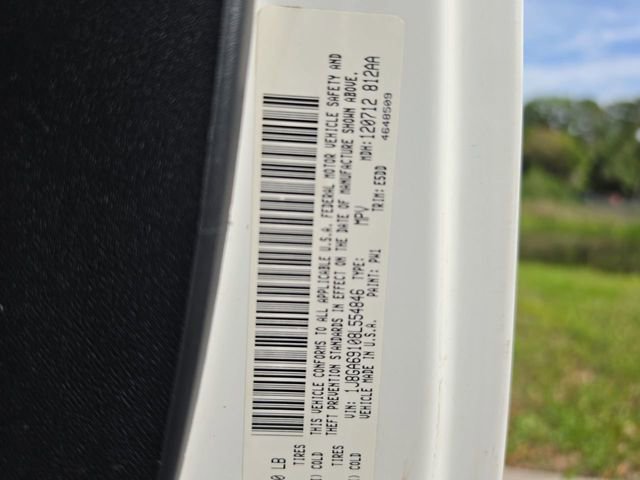 THIS VEHICLE CONFORMS TO ALL APPLICABLE U.S.A. FEDERAL MOTOR VEHICLE SAFETY AND
THEFT PREVENTION STANDARDS IN EFFECT ON THE DATE OF MANUFACTURE SHOWN ABOVE.
VIN: 1J8GA69108L554846 TYPE: MPV MDH: 120712 812AA
VEHICLE MADE IN U.S.A. PAINT: PW1 TRIM: E5DD 4648509
LB
TIRES
COLD
TIRES
COLD